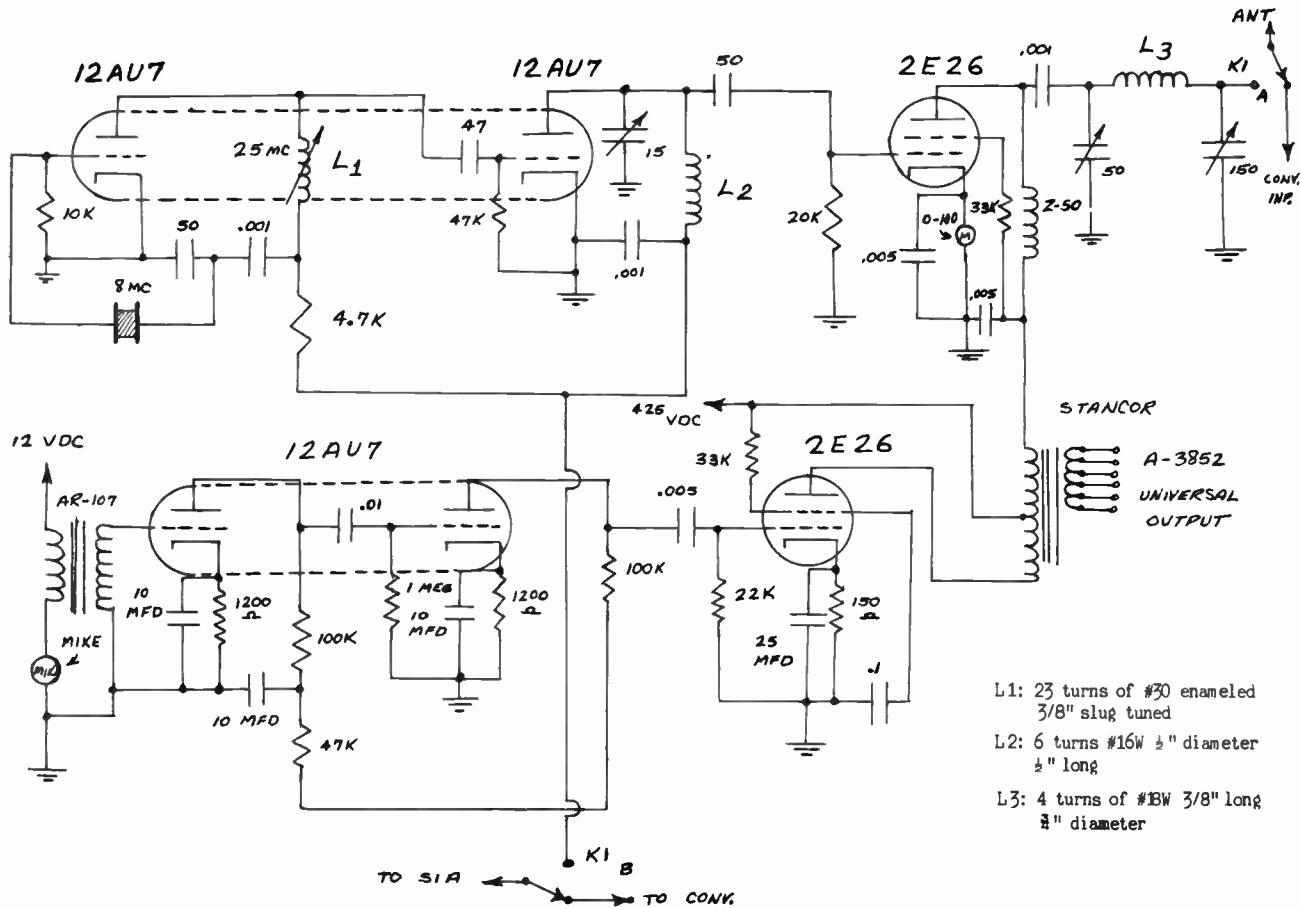 12AU7
12AU7
2E26
50
.001
L3
ANT
K1
A
CONV.
INP.
25 MC
L1
47
15
L2
50
150
10K
50
.001
47K
.001
20K
0-100
M
33K
Z-50
.005
.005
8 MC
4.7K
425 VDC
STANCOR
A-3852
UNIVERSAL
OUTPUT
12 VDC
AR-107
12AU7
.01
33K
2E26
.005
10
MFD
1200
Ω
1 MEG
10
MFD
1200
Ω
100K
22K
25
MFD
150
Ω
.1
MIKE
100K
10 MFD
47K
L1: 23 turns of #30 enameled
3/8" slug tuned
L2: 6 turns #16W ½" diameter
½" long
L3: 4 turns of #18W 3/8" long
¾" diameter
K1
B
TO S1A
TO CONV.